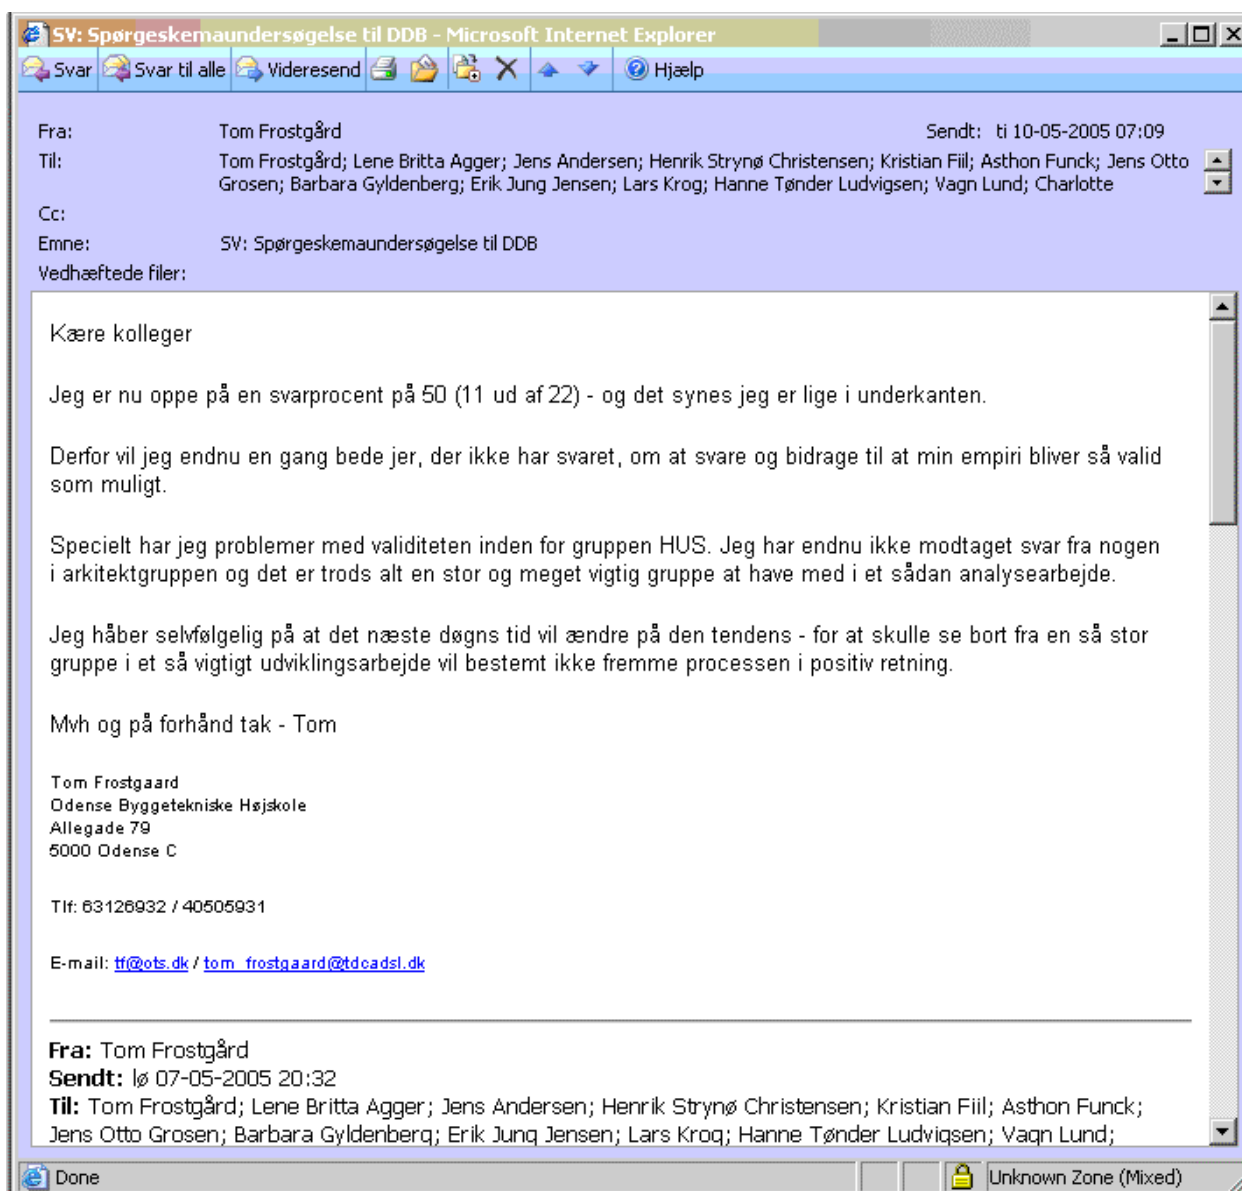 SV: Spørgeskemaundersøgelse til DDB - Microsoft Internet Explorer
Svar Svar til alle Videresend Hjælp
Fra: Tom Frostgård Sendt: ti 10-05-2005 07:09
Til: Tom Frostgård; Lene Britta Agger; Jens Andersen; Henrik Strynø Christensen; Kristian Fiil; Asthon Funck; Jens Otto
Grosen; Barbara Gyldenberg; Erik Jung Jensen; Lars Krog; Hanne Tønder Ludvigsen; Vagn Lund; Charlotte
Cc:
Emne: SV: Spørgeskemaundersøgelse til DDB
Vedhæftede filer:
Kære kolleger
Jeg er nu oppe på en svarprocent på 50 (11 ud af 22) - og det synes jeg er lige i underkanten.
Derfor vil jeg endnu en gang bede jer, der ikke har svaret, om at svare og bidrage til at min empiri bliver så valid
som muligt.
Specielt har jeg problemer med validiteten inden for gruppen HUS. Jeg har endnu ikke modtaget svar fra nogen
i arkitektgruppen og det er trods alt en stor og meget vigtig gruppe at have med i et sådan analysearbejde.
Jeg håber selvfølgelig på at det næste døgns tid vil ændre på den tendens - for at skulle se bort fra en så stor
gruppe i et så vigtigt udviklingsarbejde vil bestemt ikke fremme processen i positiv retning.
Mvh og på forhånd tak - Tom
Tom Frostgaard
Odense Byggetekniske Højskole
Allegade 79
5000 Odense C
Tlf: 63126932 / 40505931
E-mail: tf@ots.dk / tom_frostgaard@tdcadsl.dk
Fra: Tom Frostgård
Sendt: lø 07-05-2005 20:32
Til: Tom Frostgård; Lene Britta Agger; Jens Andersen; Henrik Strynø Christensen; Kristian Fiil; Asthon Funck;
Jens Otto Grosen; Barbara Gyldenberg; Erik Jung Jensen; Lars Krog; Hanne Tønder Ludvigsen; Vagn Lund;
Done Unknown Zone (Mixed)